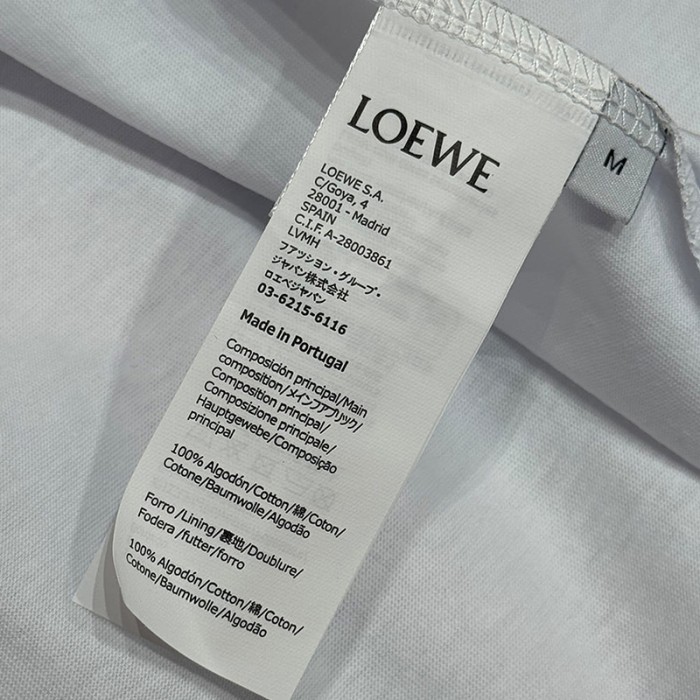 LOEWE
M
LOEWE S.A.
C/Goya, 4
28001 - Madrid
SPAIN
C.I.F. A-28003861
LVMH
ファッション・グループ・
ジャパン株式会社
ロエベジャパン
03-6215-6116
Made in Portugal
Composición principal/Main
composition/メインファブリック/
Composition principal/
Composizione principale/
Hauptgewebe/Composição
principal
100% Algodón/Cotton/綿/Coton/
Cotone/Baumwolle/Algodão
Forro /Lining/裏地/Doublure/
Fodera /futter/forro
100% Algodón/Cotton/綿/Coton/
Cotone/Baumwolle/Algodão